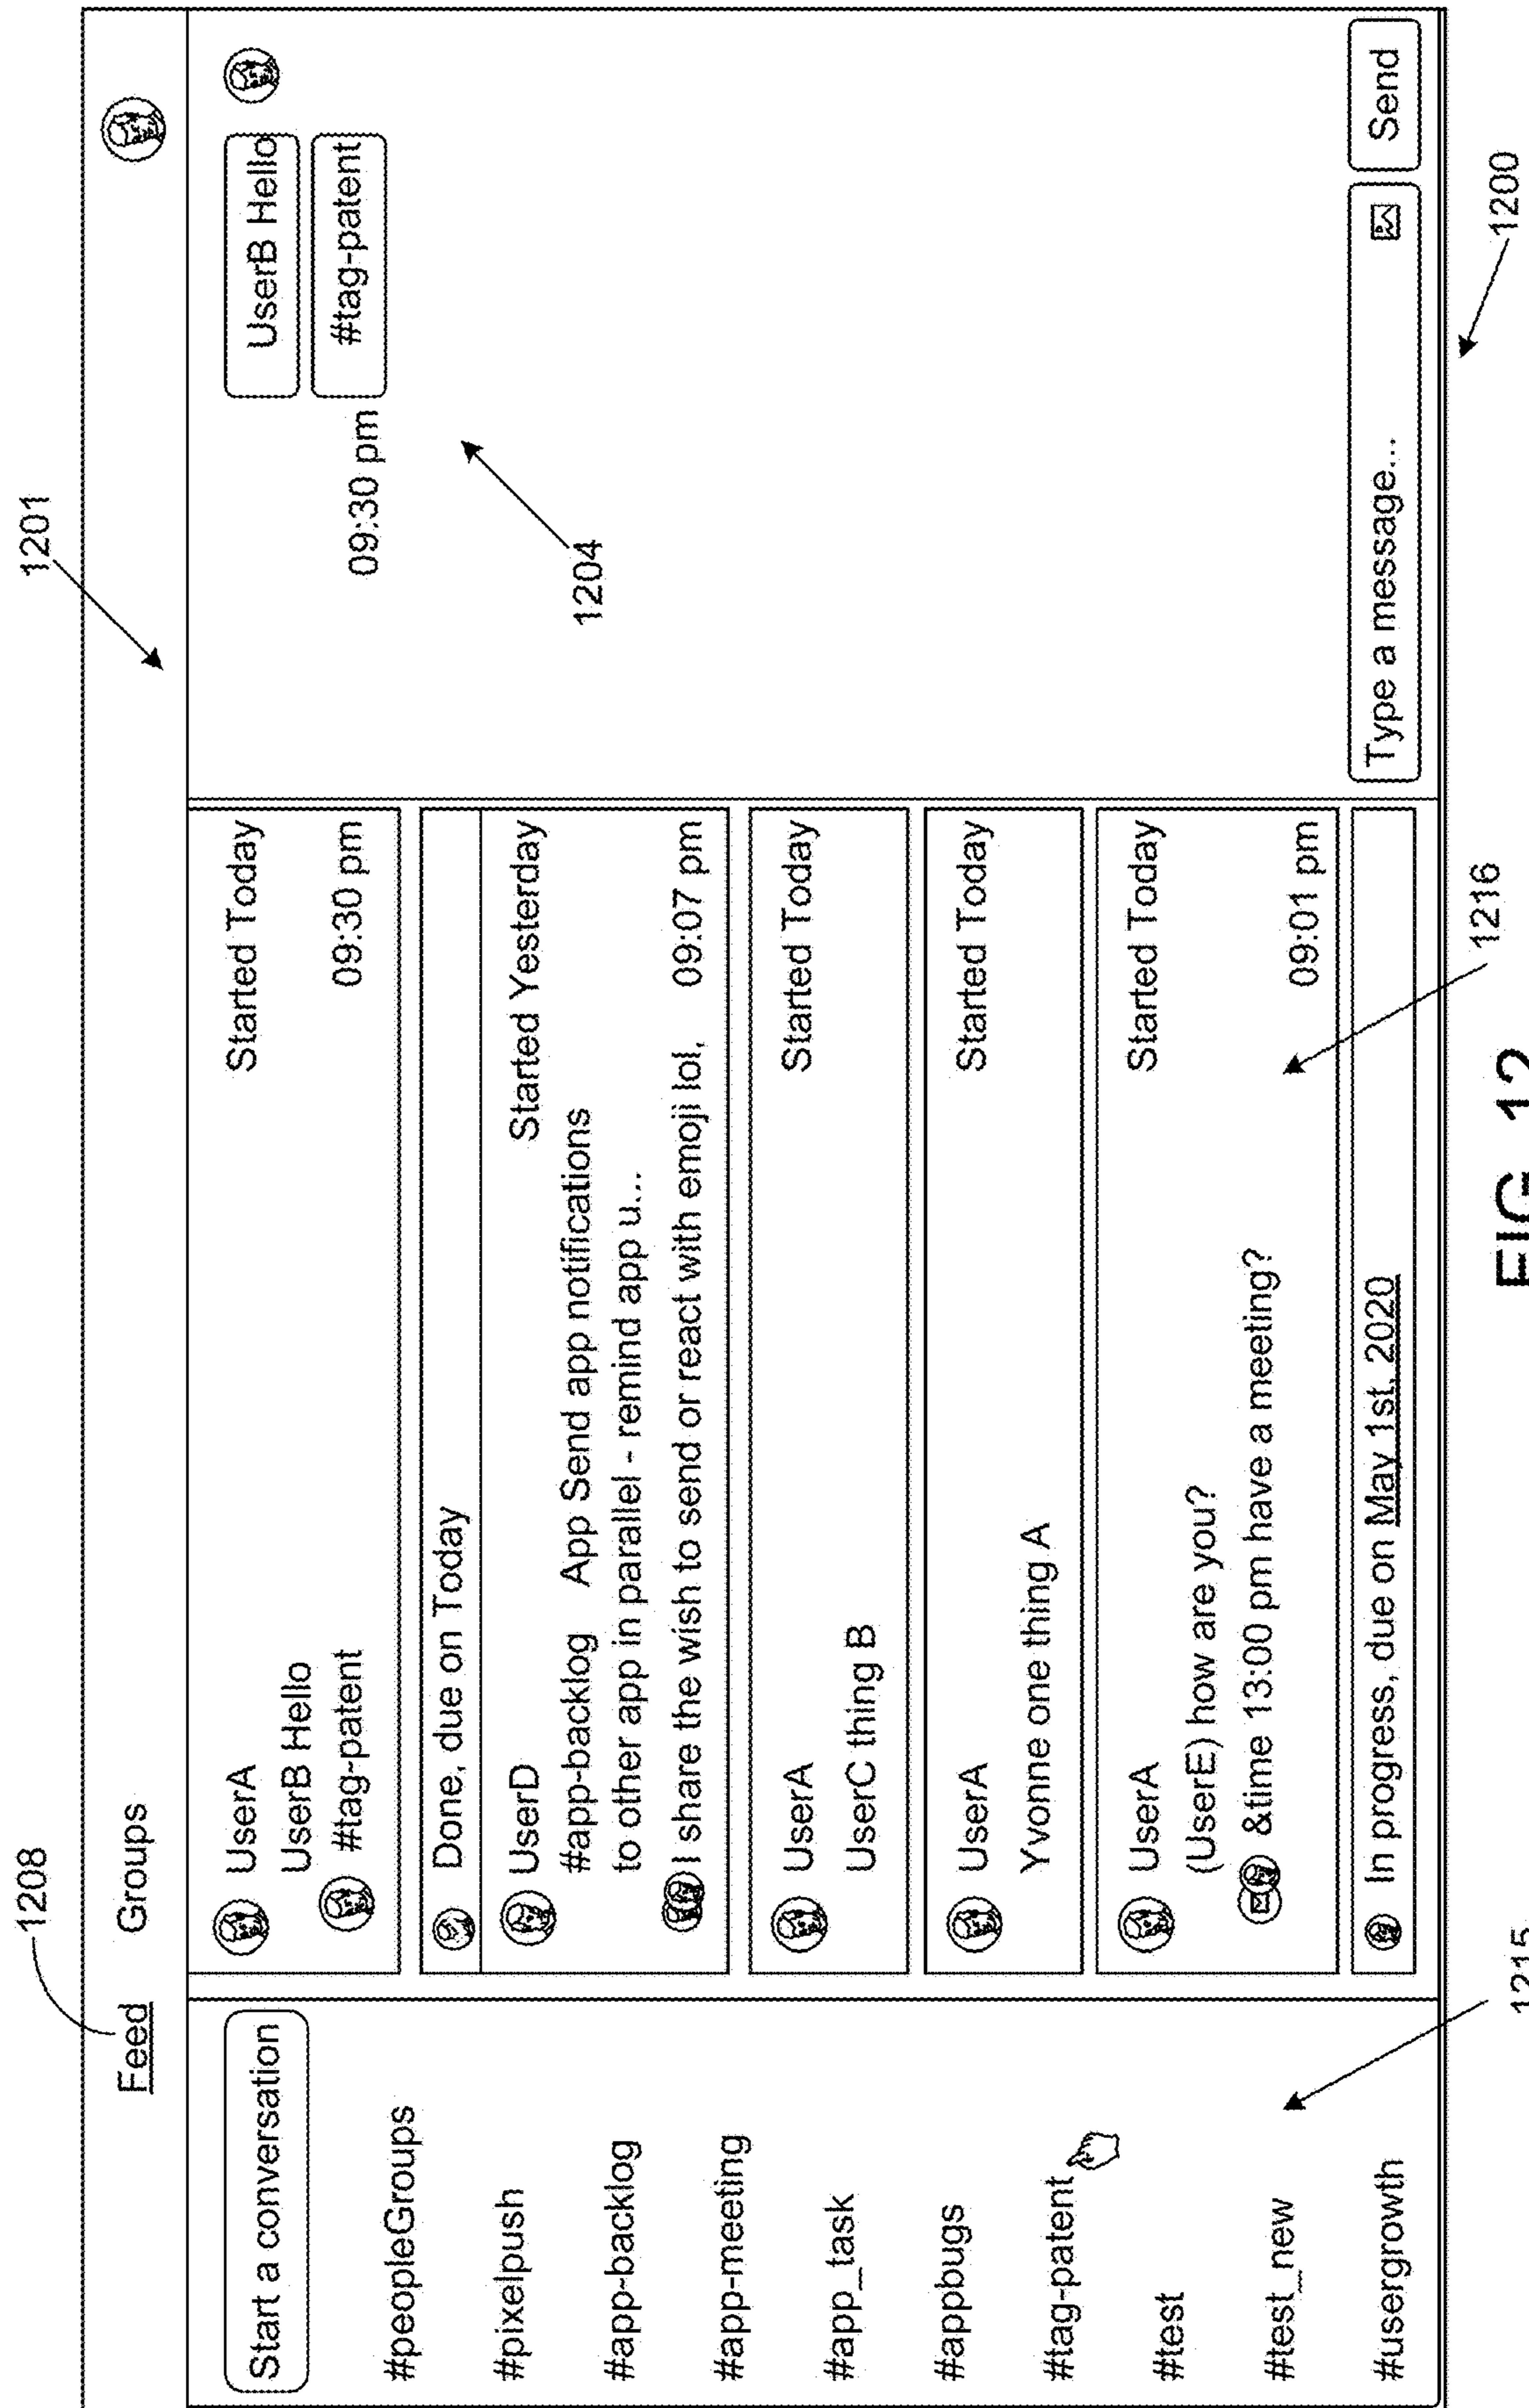 1208
1201
Feed
Groups
Start a conversation
#peopleGroups
#pixelpush
#app-backlog
#app-meeting
#app_task
#appbugs
#tag-patent
#test
#test_new
#usergrowth
UserA
Started Today
UserB Hello
#tag-patent
09:30 pm
Done, due on Today
UserD
Started Yesterday
#app-backlog App Send app notifications
to other app in parallel - remind app u...
I share the wish to send or react with emoji lol,
09:07 pm
UserA
Started Today
UserC thing B
UserA
Started Today
Yvonne one thing A
UserA
Started Today
(UserE) how are you?
&time 13:00 pm have a meeting?
09:01 pm
In progress, due on May 1st, 2020
UserB Hello
#tag-patent
09:30 pm
1204
Type a message...
Send
1215
1216
1200
FIG. 12